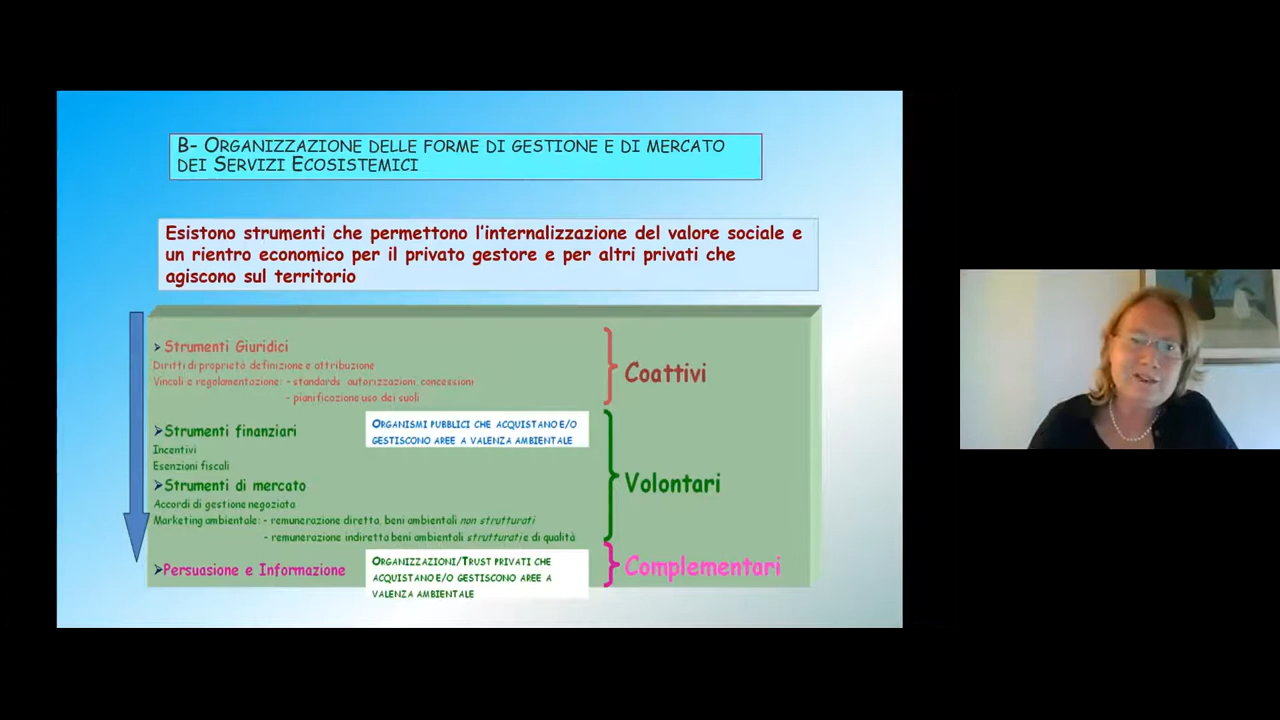 B- Organizzazione delle forme di gestione e di mercato
dei Servizi Ecosistemici
Esistono strumenti che permettono l'internalizzazione del valore sociale e
un rientro economico per il privato gestore e per altri privati che
agiscono sul territorio
Strumenti Giuridici
Diritti di proprietà definizione e attribuzione
Vincoli e regolamentazione: - standards autorizzazioni, concessioni
- pianificazione uso dei suoli
Coattivi
Organismi pubblici che acquistano e/o
gestiscono aree a valenza ambientale
Strumenti finanziari
Incentivi
Esenzioni fiscali
Strumenti di mercato
Accordi di gestione negoziata
Marketing ambientale: - remunerazione diretta, beni ambientali non strutturati
- remunerazione indiretta beni ambientali strutturati e di qualità
Volontari
Persuasione e Informazione
Organizzazioni/Trust privati che
acquistano e/o gestiscono aree a
valenza ambientale
Complementari